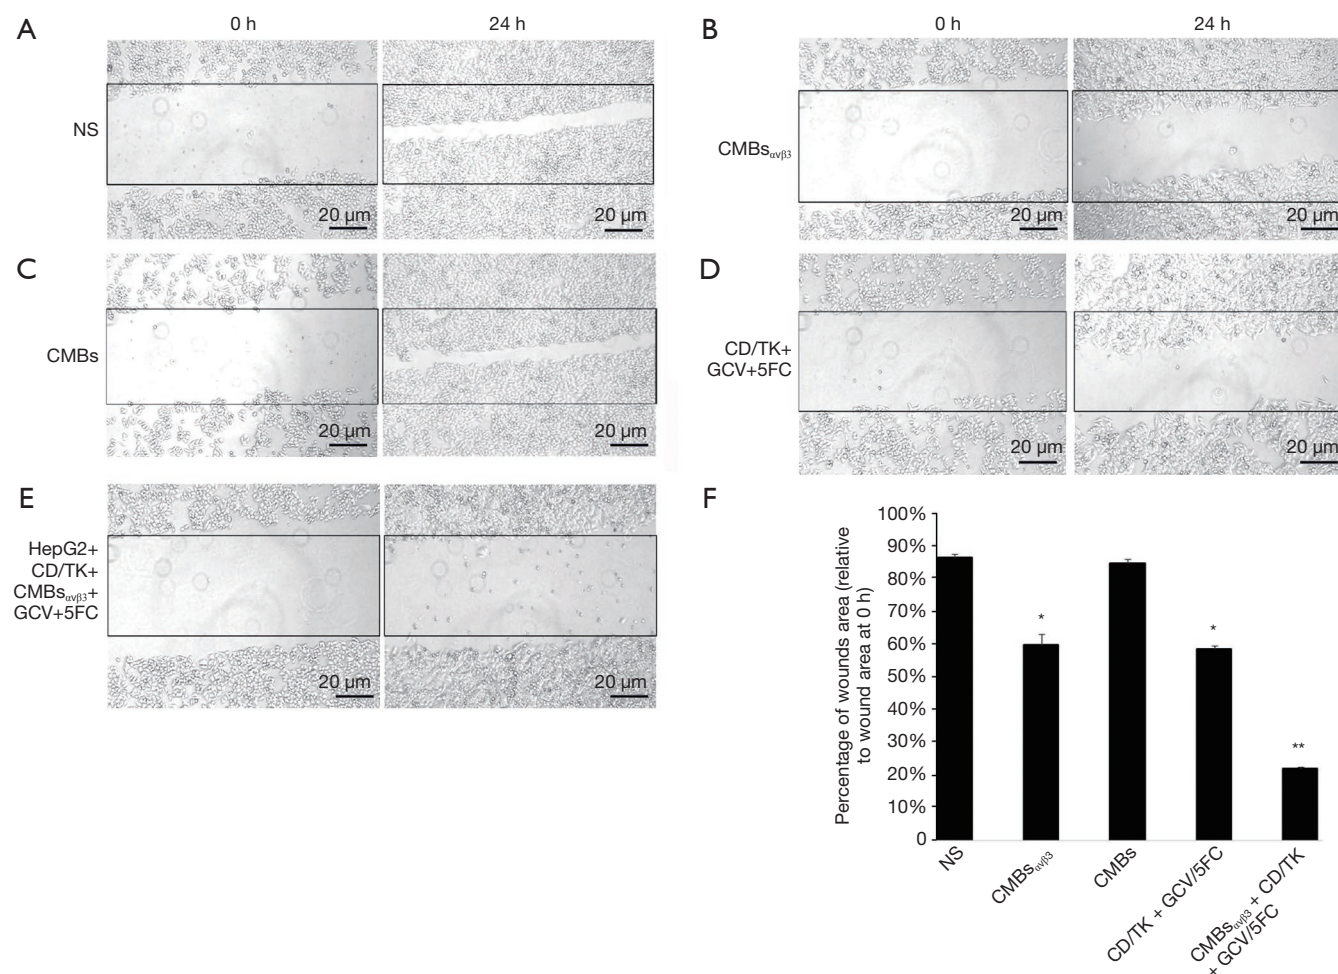 A
0 h
24 h
NS
20 µm
20 µm
B
0 h
24 h
CMBsαvβ3
20 µm
20 µm
C
CMBs
20 µm
20 µm
D
CD/TK+
GCV+5FC
20 µm
20 µm
E
HepG2+
CD/TK+
CMBsαvβ3+
GCV+5FC
20 µm
20 µm
F
Percentage of wounds area (relative
to wound area at 0 h)
100%
90%
80%
70%
60%
50%
40%
30%
20%
10%
0
*
*
**
NS
CMBsαvβ3
CMBs
CD/TK + GCV/5FC
CMBsαvβ3 + CD/TK
+ GCV/5FC